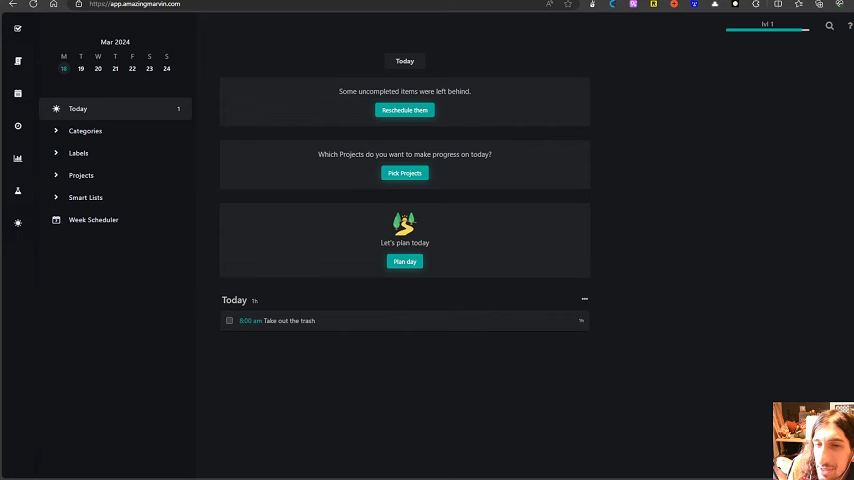 https://app.amazingmarvin.com
lvl 1
Mar 2024
M T W T F S S
18 19 20 21 22 23 24
Today 1
Categories
Labels
Projects
Smart Lists
Week Scheduler
Today
Some uncompleted items were left behind.
Reschedule them
Which Projects do you want to make progress on today?
Pick Projects
Let's plan today
Plan day
Today 1h
8:00 am Take out the trash 1h